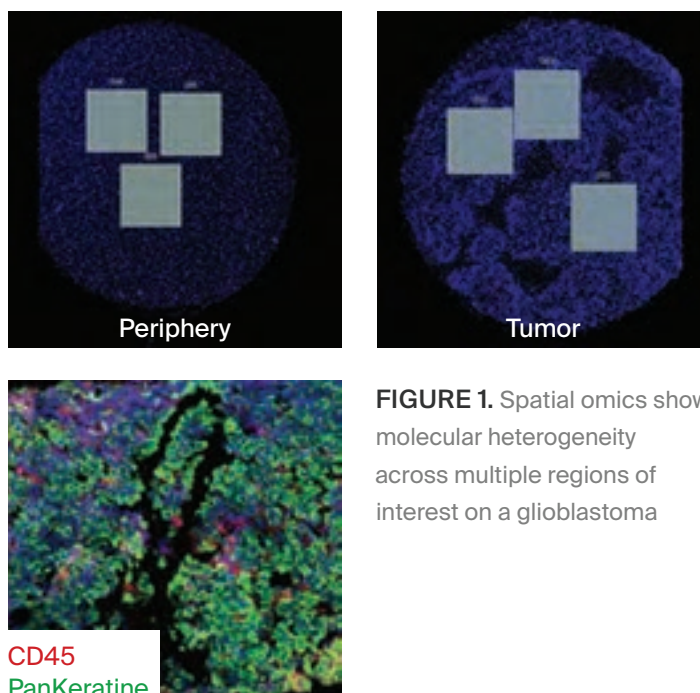 Periphery
Tumor
FIGURE 1. Spatial omics show
molecular heterogeneity
across multiple regions of
interest on a glioblastoma
CD45
PanKeratine